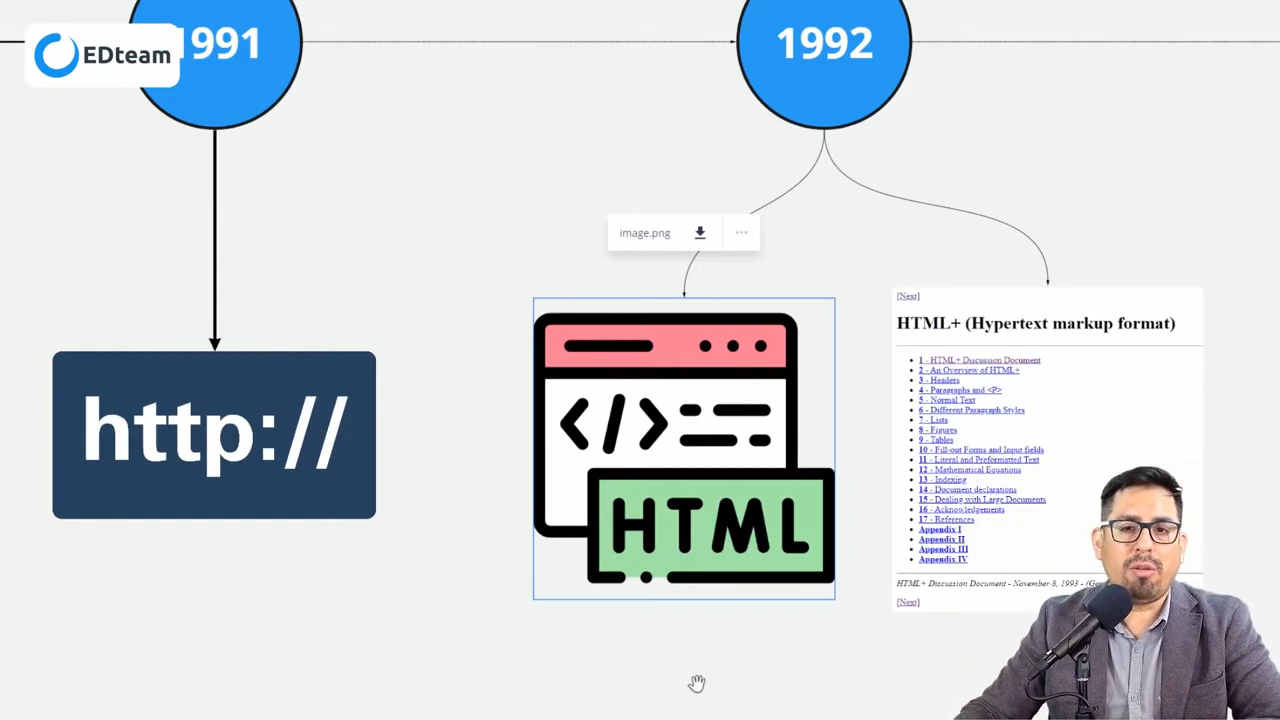 EDteam
1991
1992
image.png
http://
HTML
[Next]
HTML+ (Hypertext markup format)
1 - HTML+ Discussion Document
2 - An Overview of HTML+
3 - Headers
4 - Paragraphs and <P>
5 - Normal Text
6 - Different Paragraph Styles
7 - Lists
8 - Figures
9 - Tables
10 - Fill-out Forms and Input fields
11 - Literal and Preformatted Text
12 - Mathematical Equations
13 - Indexing
14 - Document declarations
15 - Dealing with Large Documents
16 - Acknowledgements
17 - References
Appendix I
Appendix II
Appendix III
Appendix IV
HTML+ Discussion Document - November 8, 1993 -
[Next]